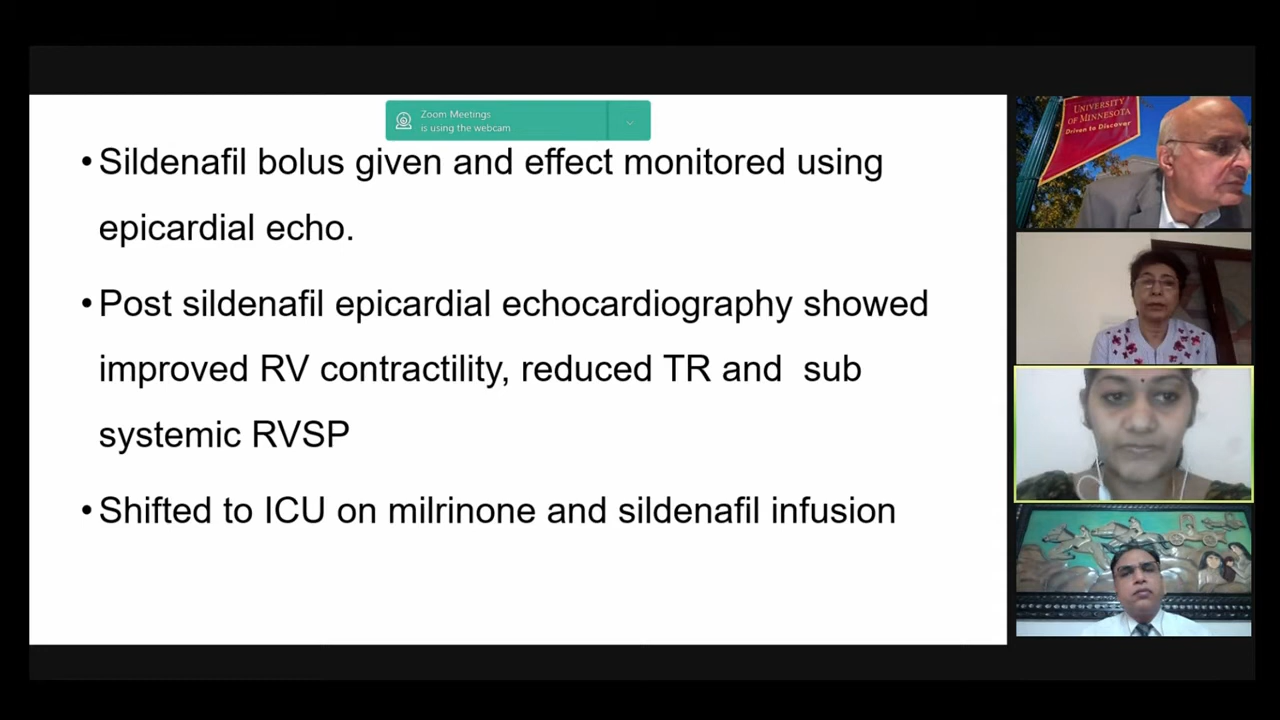 Zoom Meetings
is using the webcam
• Sildenafil bolus given and effect monitored using
epicardial echo.
• Post sildenafil epicardial echocardiography showed
improved RV contractility, reduced TR and sub
systemic RVSP
• Shifted to ICU on milrinone and sildenafil infusion
UNIVERSITY
OF MINNESOTA
Driven to Discover